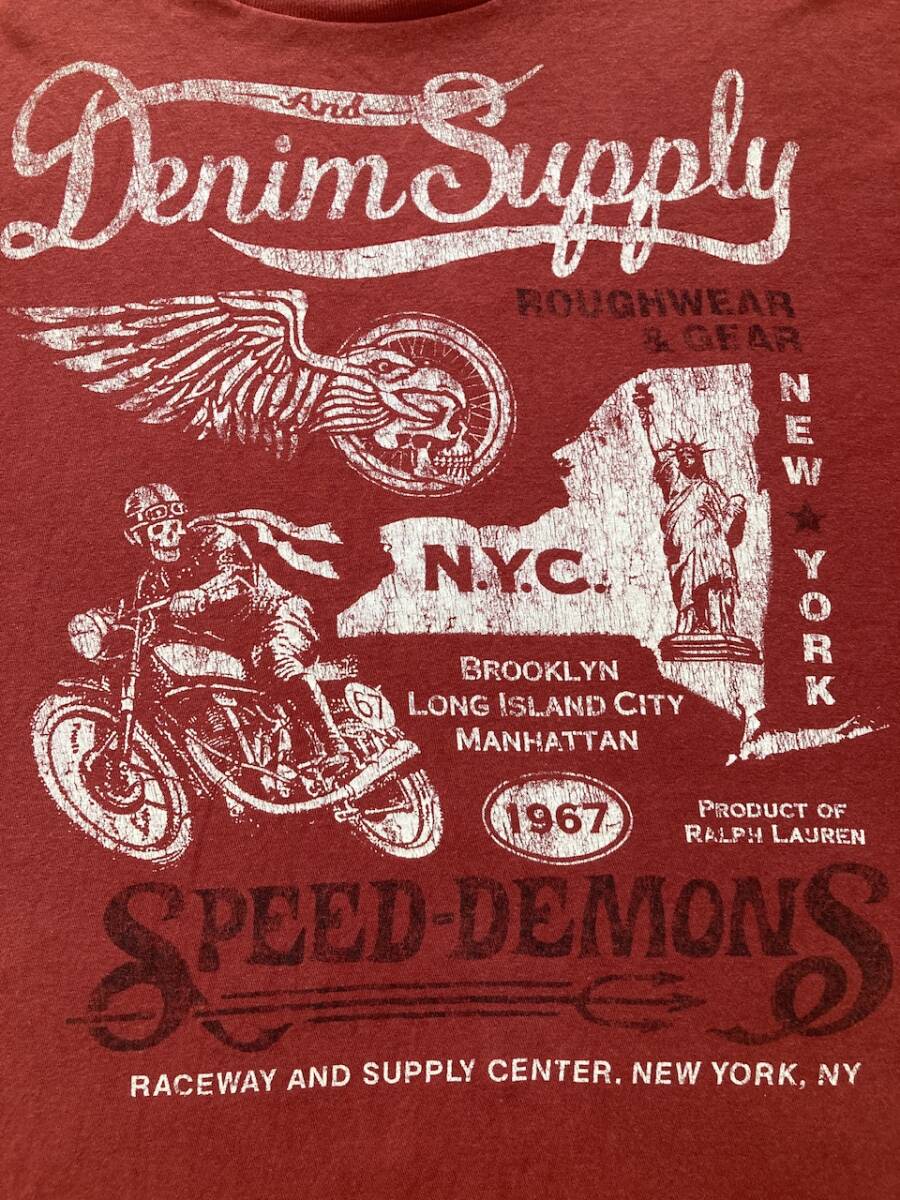 And
Denim Supply
ROUGHWEAR
& GEAR
NEW ★ YORK
N.Y.C.
BROOKLYN
LONG ISLAND CITY
MANHATTAN
67
1967
PRODUCT OF
RALPH LAUREN
SPEED-DEMONS
RACEWAY AND SUPPLY CENTER. NEW YORK, NY